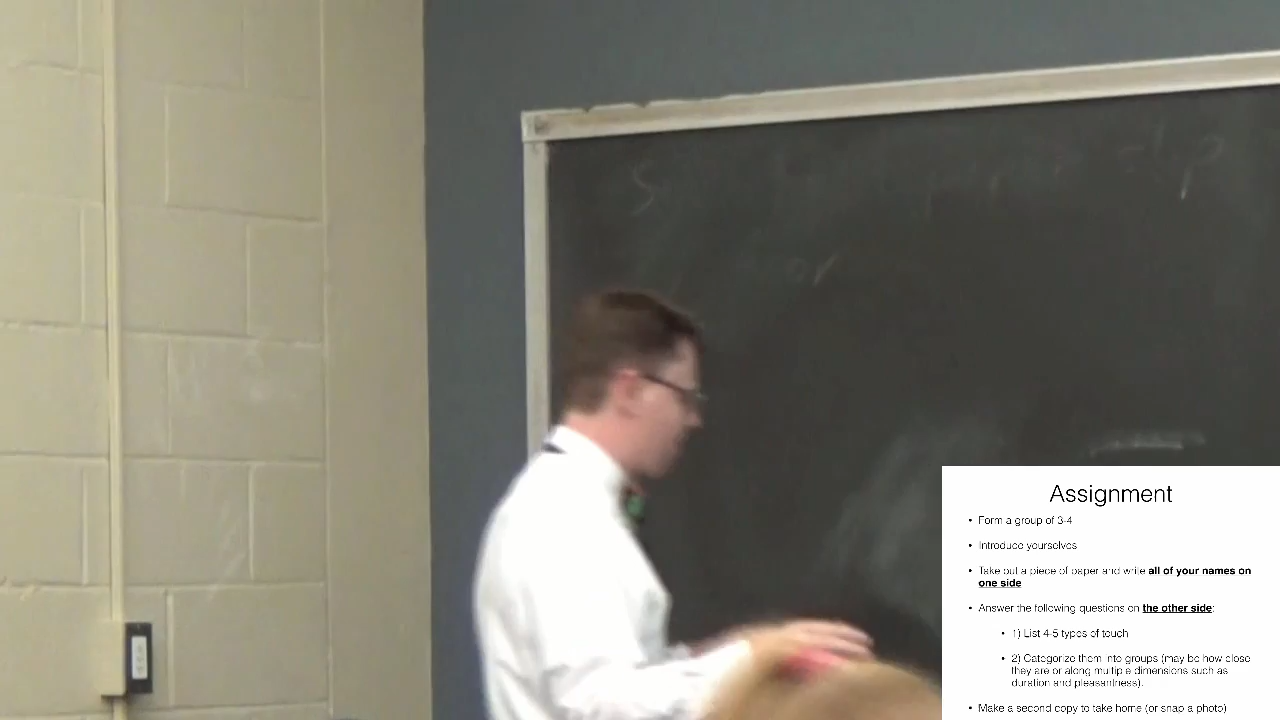 Assignment
• Form a group of 3-4
• Introduce yourselves
• Take out a piece of paper and write all of your names on
one side
• Answer the following questions on the other side:
• 1) List 4-5 types of touch
• 2) Categorize them into groups (may be how close
they are or along multiple dimensions such as
duration and pleasantness).
• Make a second copy to take home (or snap a photo)